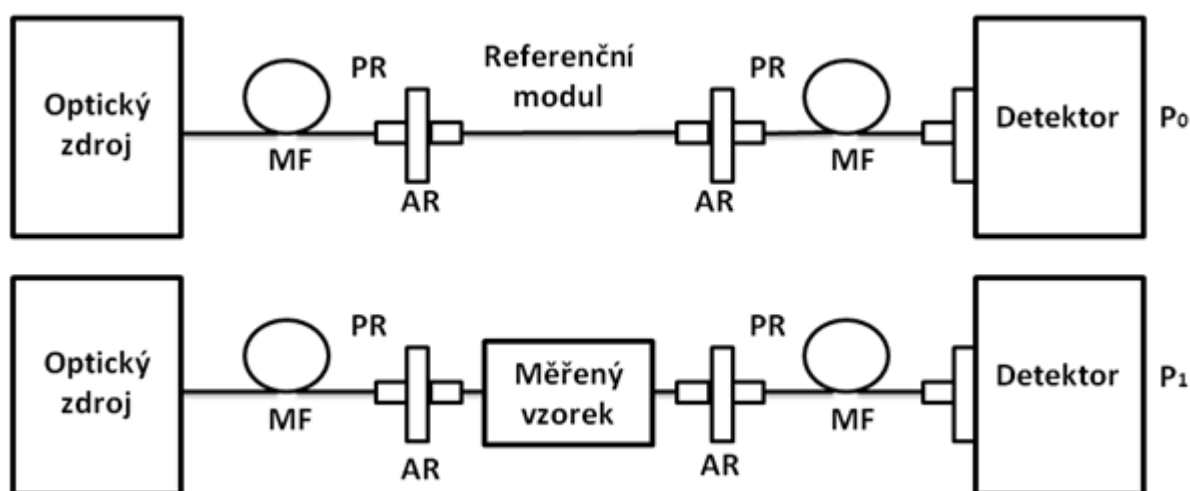 Optický
zdroj
MF
PR
AR
Referenční
modul
AR
PR
MF
Detektor
P₀
Optický
zdroj
MF
PR
AR
Měřený
vzorek
AR
PR
MF
Detektor
P₁